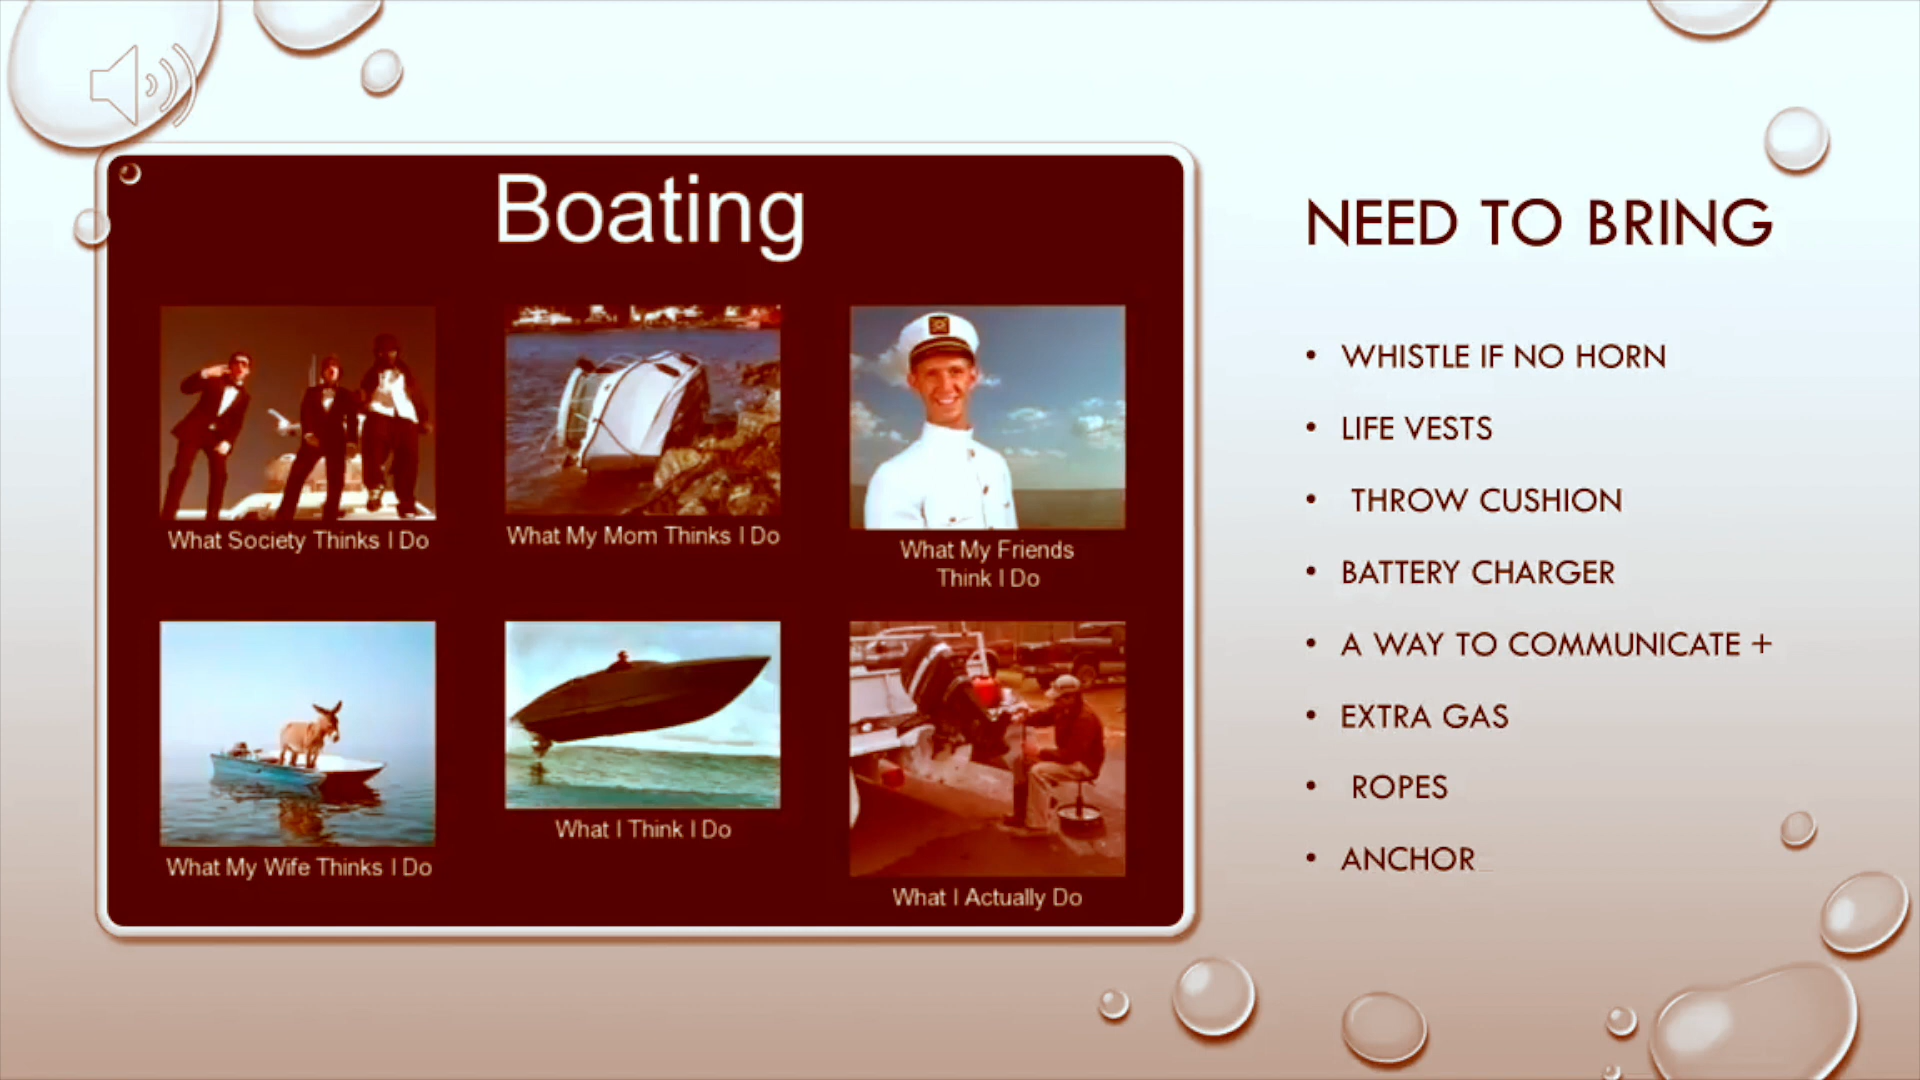 Boating
What Society Thinks I Do
What My Mom Thinks I Do
What My Friends
Think I Do
What My Wife Thinks I Do
What I Think I Do
What I Actually Do
NEED TO BRING
• WHISTLE IF NO HORN
• LIFE VESTS
• THROW CUSHION
• BATTERY CHARGER
• A WAY TO COMMUNICATE +
• EXTRA GAS
• ROPES
• ANCHOR